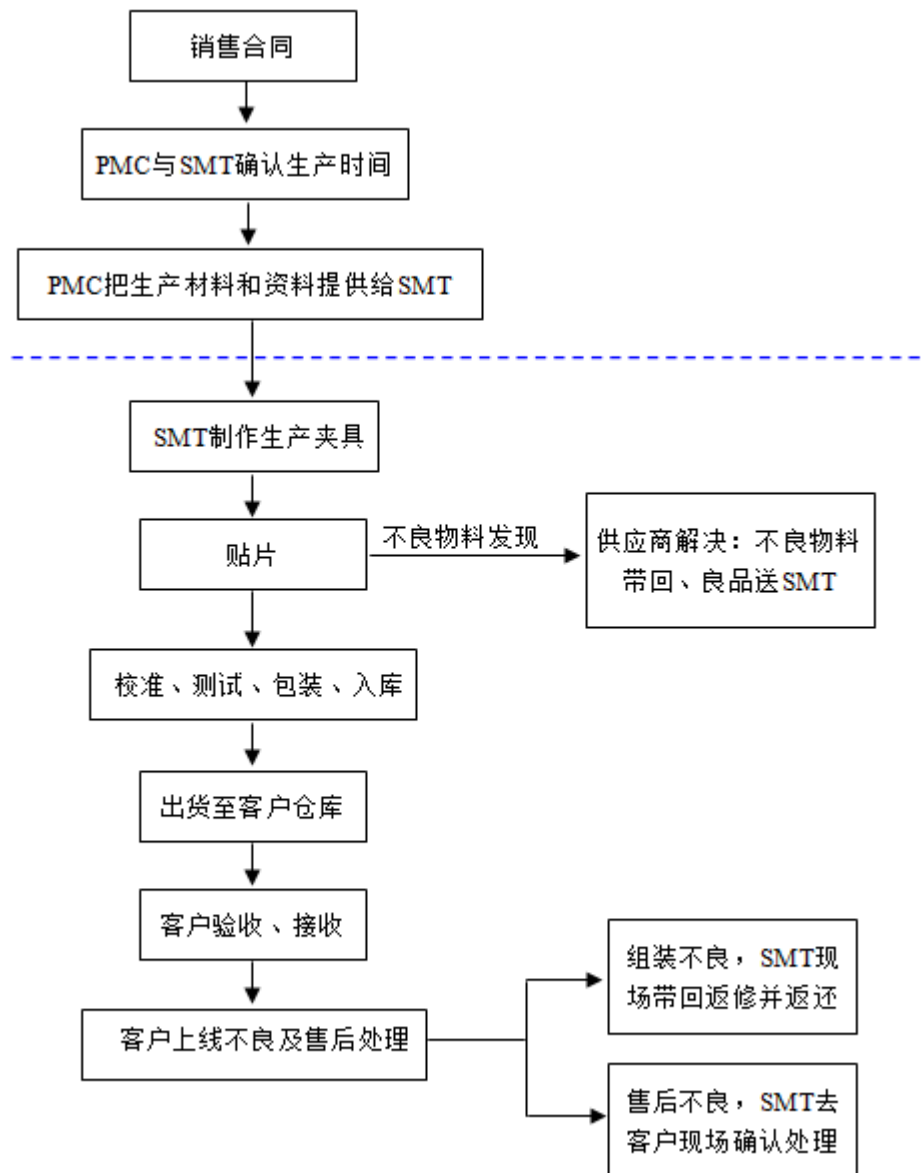 销售合同
PMC与SMT确认生产时间
PMC把生产材料和资料提供给SMT
SMT制作生产夹具
贴片
不良物料发现
供应商解决：不良物料
带回、良品送SMT
校准、测试、包装、入库
出货至客户仓库
客户验收、接收
客户上线不良及售后处理
组装不良，SMT现
场带回返修并返还
售后不良，SMT去
客户现场确认处理